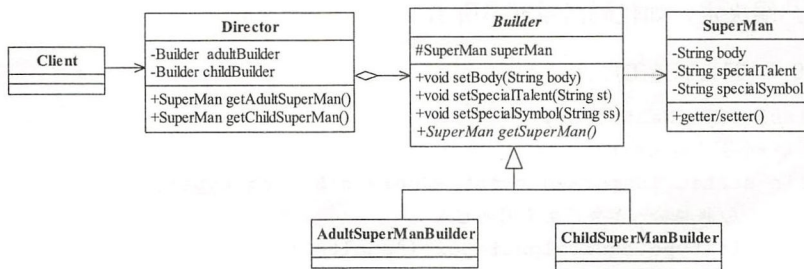 Client
Director
-Builder adultBuilder
-Builder childBuilder
+SuperMan getAdultSuperMan()
+SuperMan getChildSuperMan()
Builder
#SuperMan superMan
+void setBody(String body)
+void setSpecialTalent(String st)
+void setSpecialSymbol(String ss)
+SuperMan getSuperMan()
SuperMan
-String body
-String specialTalent
-String specialSymbol
+getter/setter()
AdultSuperManBuilder
ChildSuperManBuilder